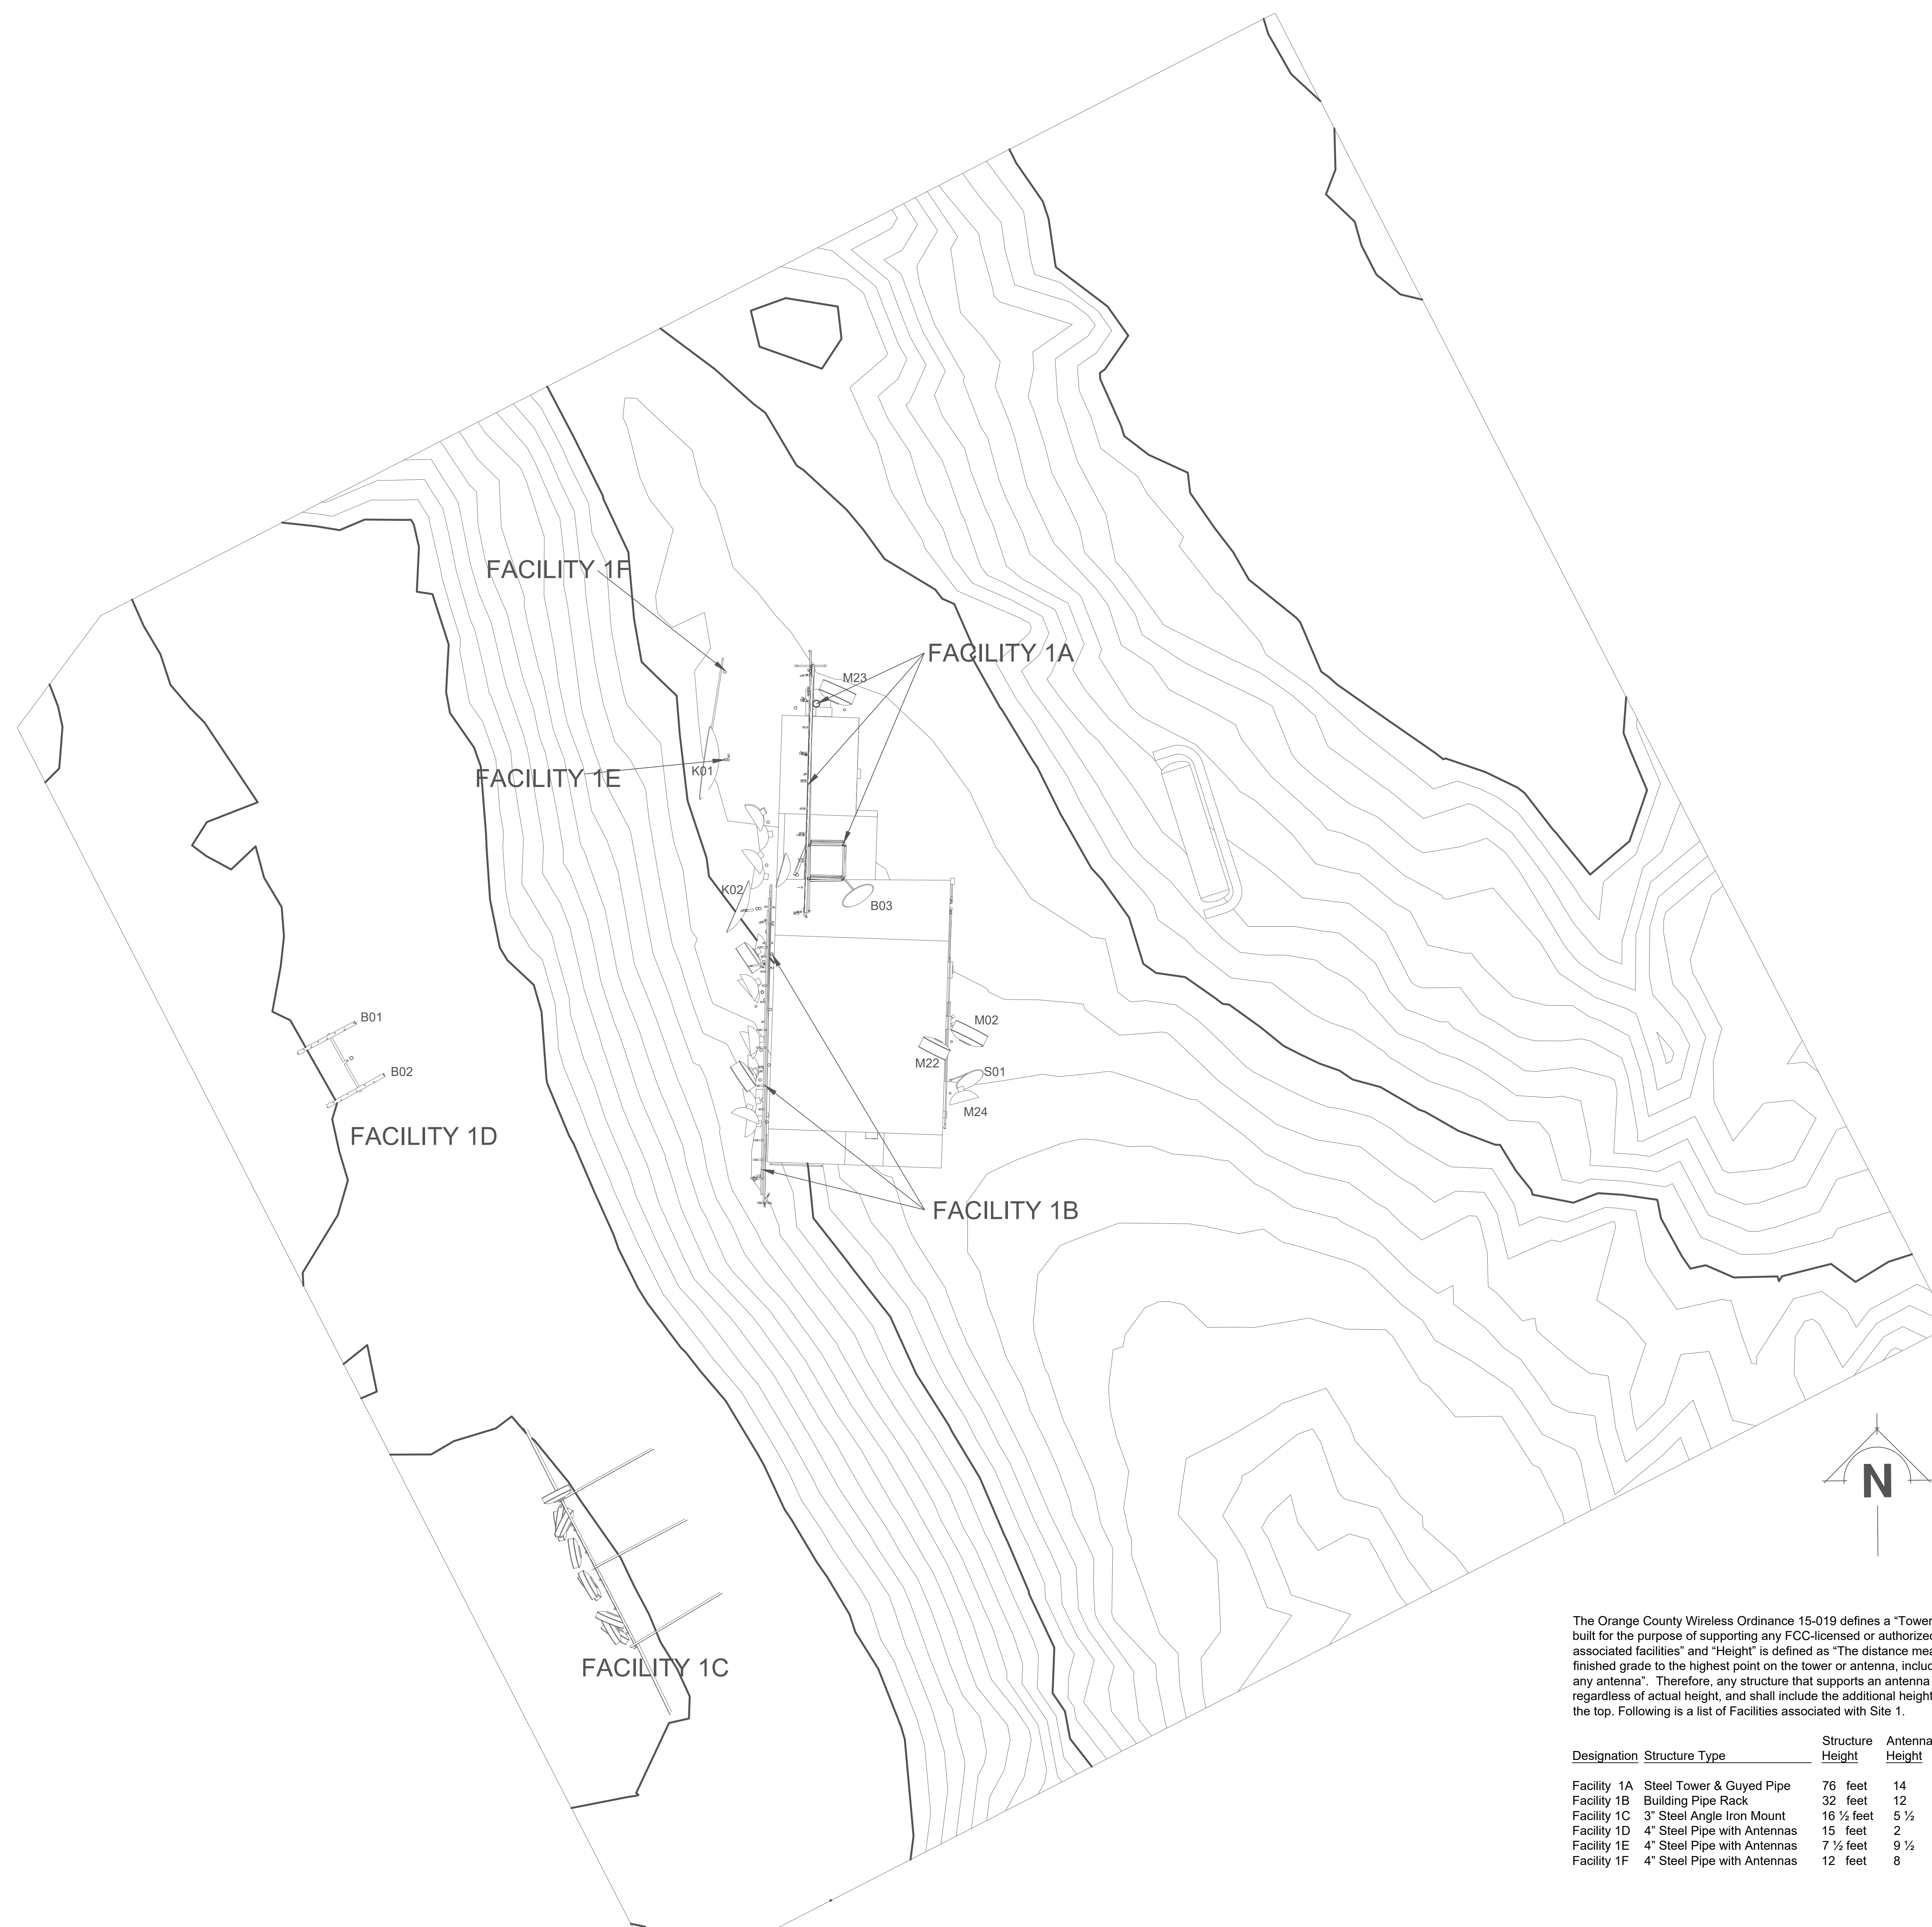 FACILITY 1F
FACILITY 1A
M23
FACILITY 1E
K01
K02
B03
B01
M02
M22
B02
S01
M24
FACILITY 1D
FACILITY 1B
N
FACILITY 1C
The Orange County Wireless Ordinance 15-019 defines a “Tower
built for the purpose of supporting any FCC-licensed or authorized
associated facilities” and “Height” is defined as “The distance mea
finished grade to the highest point on the tower or antenna, includ
any antenna”. Therefore, any structure that supports an antenna
regardless of actual height, and shall include the additional height
the top. Following is a list of Facilities associated with Site 1.
Structure Antenna
Designation Structure Type Height Height
Facility 1A Steel Tower & Guyed Pipe 76 feet 14
Facility 1B Building Pipe Rack 32 feet 12
Facility 1C 3” Steel Angle Iron Mount 16 ½ feet 5 ½
Facility 1D 4” Steel Pipe with Antennas 15 feet 2
Facility 1E 4” Steel Pipe with Antennas 7 ½ feet 9 ½
Facility 1F 4” Steel Pipe with Antennas 12 feet 8